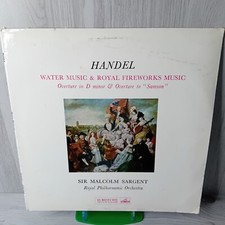 HANDEL
WATER MUSIC & ROYAL FIREWORKS MUSIC
Overture in D minor & Overture to "Samson"
SIR MALCOLM SARGENT
Royal Philharmonic Orchestra